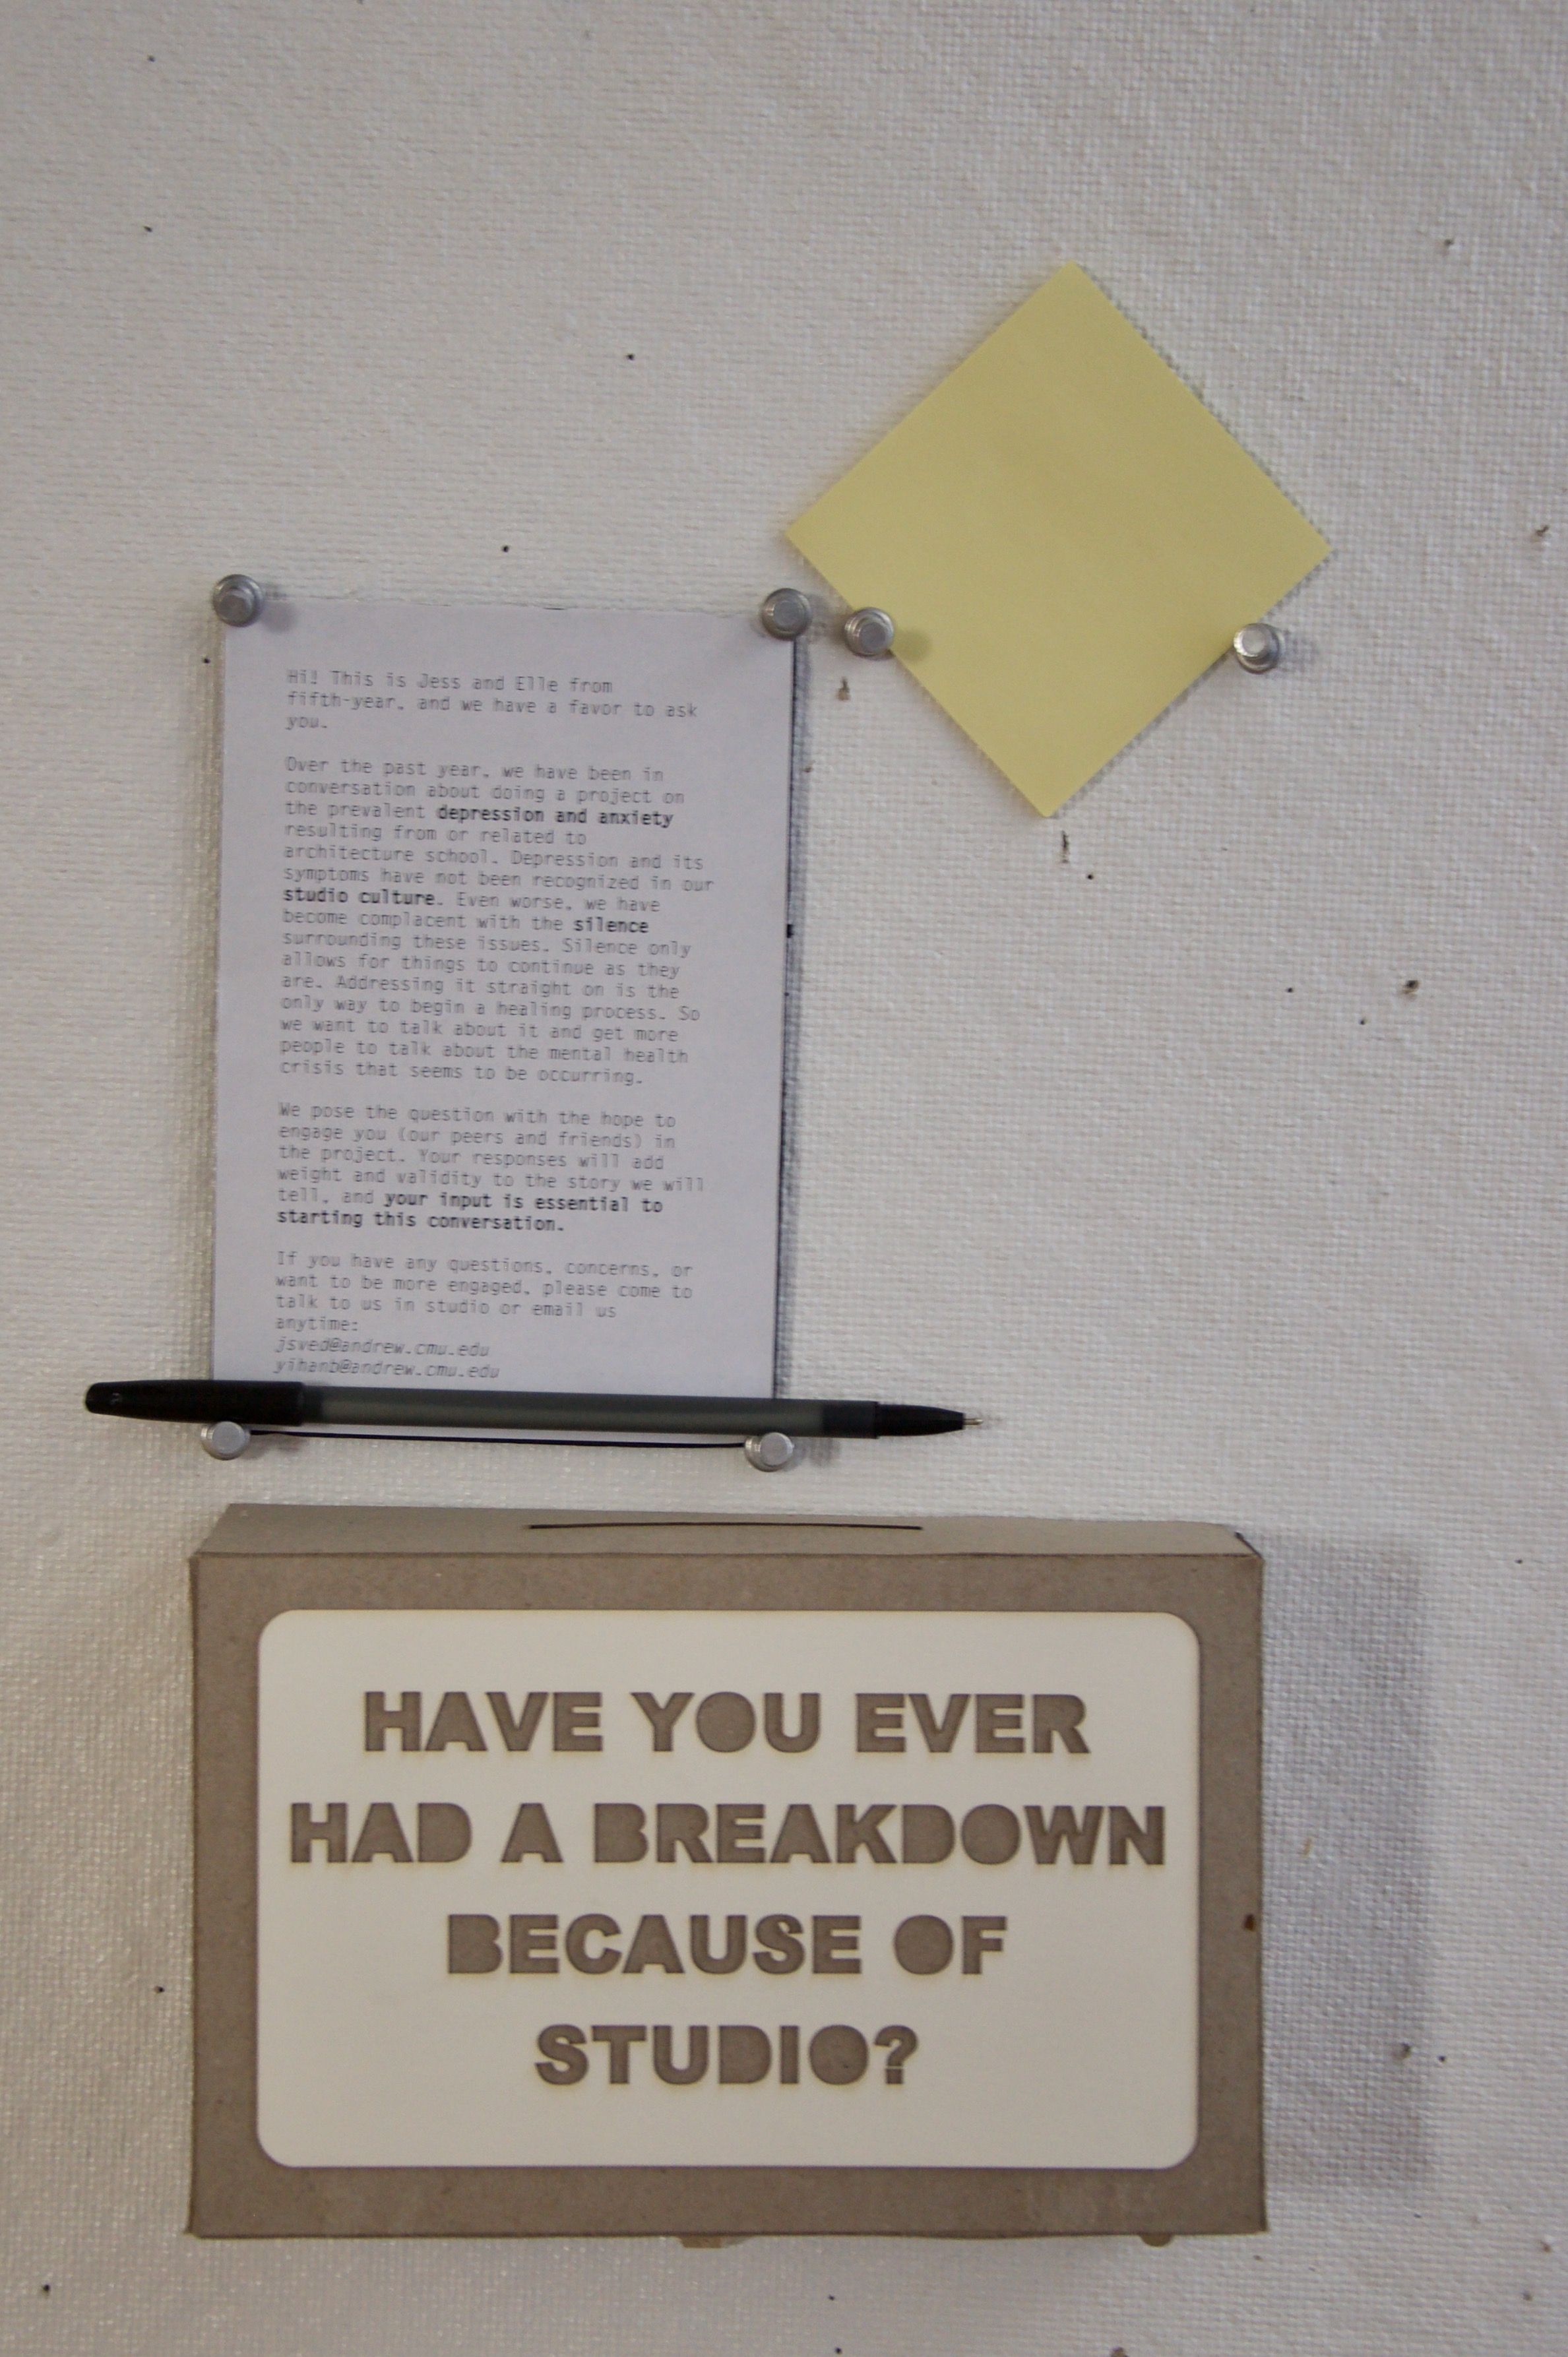 Hi! This is Jess and Elle from
fifth-year, and we have a favor to ask
you.
Over the past year, we have been in
conversation about doing a project on
the prevalent depression and anxiety
resulting from or related to
architecture school. Depression and its
symptoms have not been recognized in our
studio culture. Even worse, we have
become complacent with the silence
surrounding these issues. Silence only
allows for things to continue as they
are. Addressing it straight on is the
only way to begin a healing process. So
we want to talk about it and get more
people to talk about the mental health
crisis that seems to be occurring.
We pose the question with the hope to
engage you (our peers and friends) in
the project. Your responses will add
weight and validity to the story we will
tell, and your input is essential to
starting this conversation.
If you have any questions, concerns, or
want to be more engaged, please come to
talk to us in studio or email us
anytime:
jsved@andrew.cmu.edu
yihanb@andrew.cmu.edu
HAVE YOU EVER
HAD A BREAKDOWN
BECAUSE OF
STUDIO?